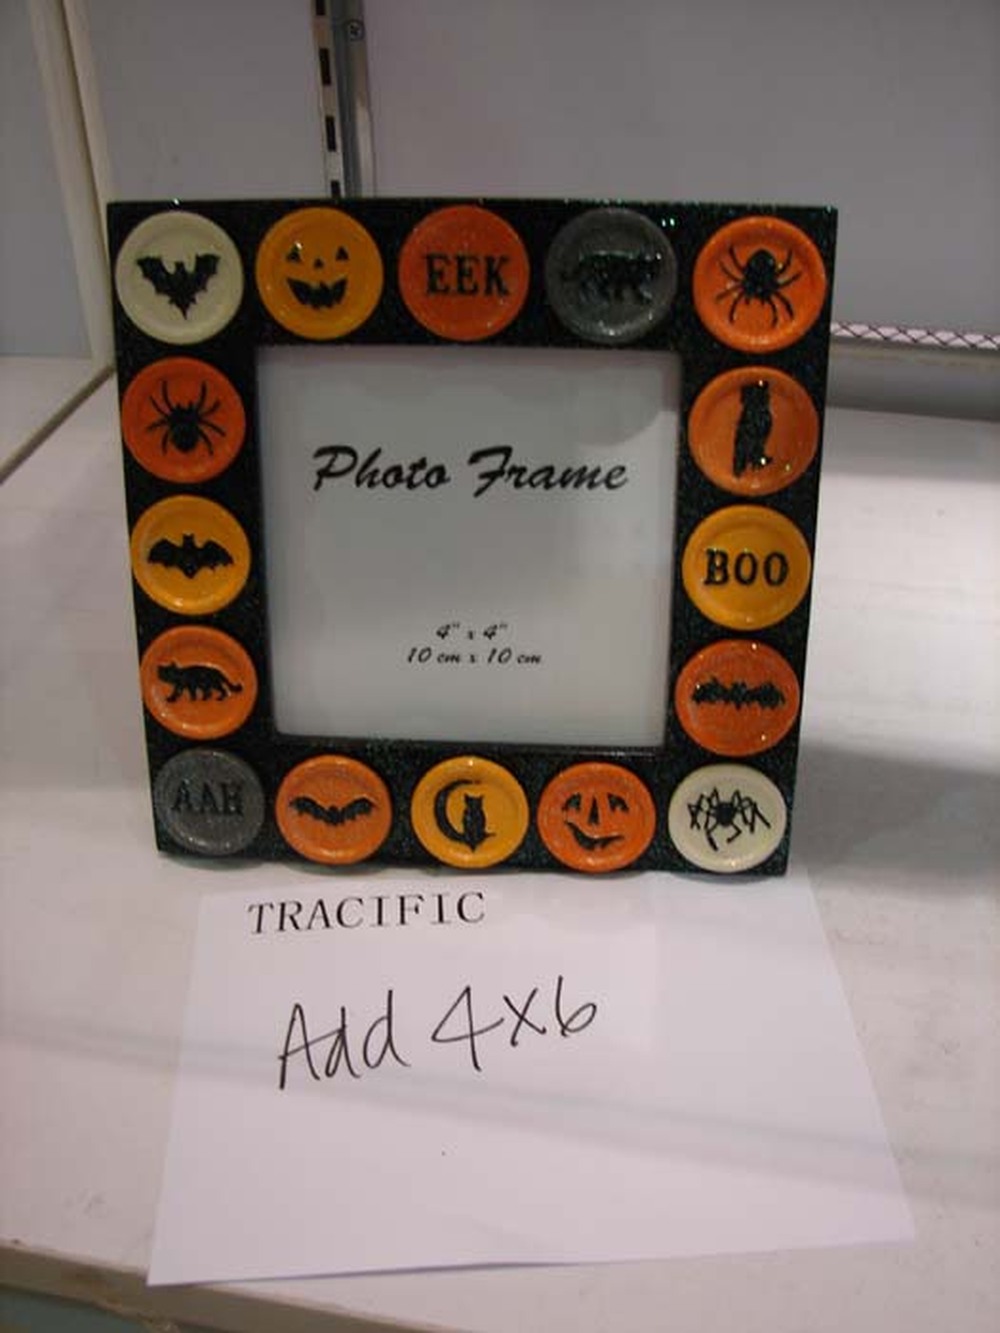 EEK
Photo Frame
BOO
4" x 4"
10 cm x 10 cm
AAH
TRACIFIC
Add 4x6